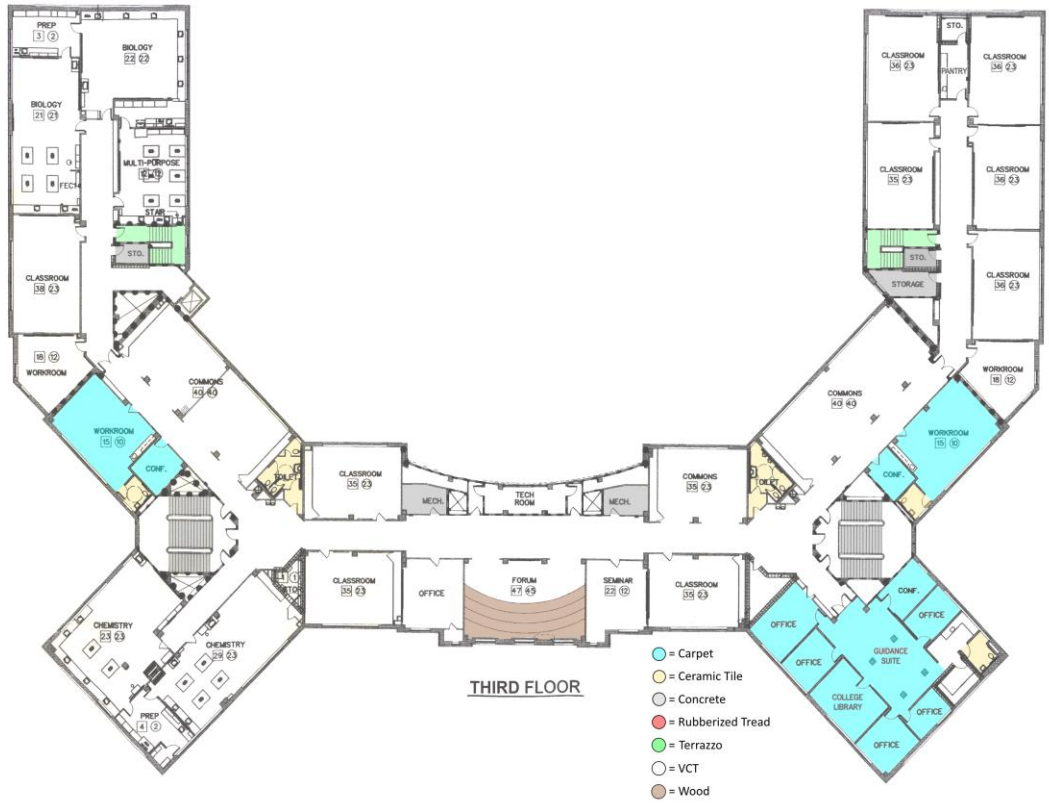 PREP
3 2
BIOLOGY
22 22
BIOLOGY
21 21
MULTI-PURPOSE
12 12
FEC
STAIR
STO.
CLASSROOM
38 23
18 12
WORKROOM
COMMONS
40 40
WORKROOM
15 10
CONF.
TOILET
CLASSROOM
35 23
MECH.
TECH
ROOM
MECH.
COMMONS
35 23
TOILET
STO.
CLASSROOM
36 23
PANTRY
CLASSROOM
36 23
CLASSROOM
35 23
CLASSROOM
36 23
STO.
STORAGE
CLASSROOM
36 23
COMMONS
40 40
WORKROOM
18 12
WORKROOM
15 10
CONF.
1
STO
CLASSROOM
35 23
OFFICE
FORUM
47 45
SEMINAR
22 12
CLASSROOM
35 23
CHEMISTRY
23 23
CHEMISTRY
29 23
PREP
4 2
CONF.
OFFICE
OFFICE
OFFICE
GUIDANCE
SUITE
COLLEGE
LIBRARY
OFFICE
OFFICE
THIRD FLOOR
= Carpet
= Ceramic Tile
= Concrete
= Rubberized Tread
= Terrazzo
= VCT
= Wood